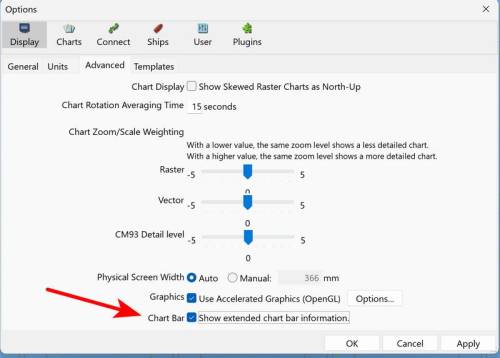 Options
Display Charts Connect Ships User Plugins
General Units Advanced Templates
Chart Display Show Skewed Raster Charts as North-Up
Chart Rotation Averaging Time 15 seconds
Chart Zoom/Scale Weighting
With a lower value, the same zoom level shows a less detailed chart.
With a higher value, the same zoom level shows a more detailed chart.
Raster -5 5
0
Vector -5 5
0
CM93 Detail level -5 5
0
Physical Screen Width Auto Manual: 366 mm
Graphics Use Accelerated Graphics (OpenGL) Options...
Chart Bar Show extended chart bar information.
OK Cancel Apply